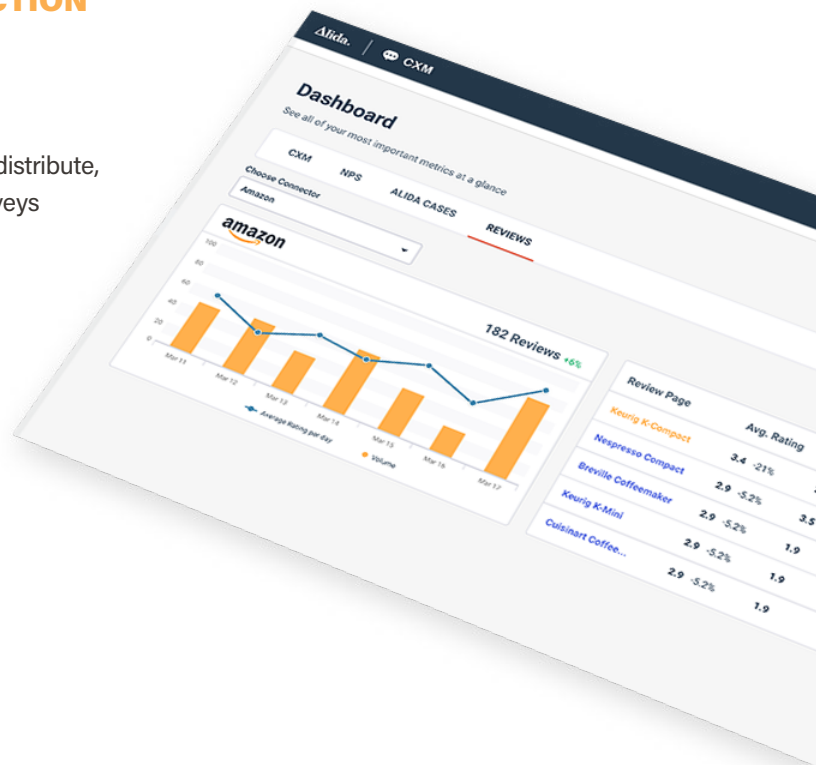 CTION
distribute,
veys
Alida.
CXM
Dashboard
See all of your most important metrics at a glance
CXM NPS ALIDA CASES REVIEWS
Choose Connector
Amazon
amazon
182 Reviews +6%
100
80
60
40
20
0
Mar 11 Mar 12 Mar 13 Mar 14 Mar 15 Mar 16 Mar 17
Average Rating per day Volume
Review Page Avg. Rating
Keurig K-Compact 3.4 -21%
Nespresso Compact 2.9 -5.2% 3.5
Breville Coffeemaker 2.9 -5.2% 1.9
Keurig K-Mini 2.9 -5.2% 1.9
Cuisinart Coffee... 2.9 -5.2% 1.9